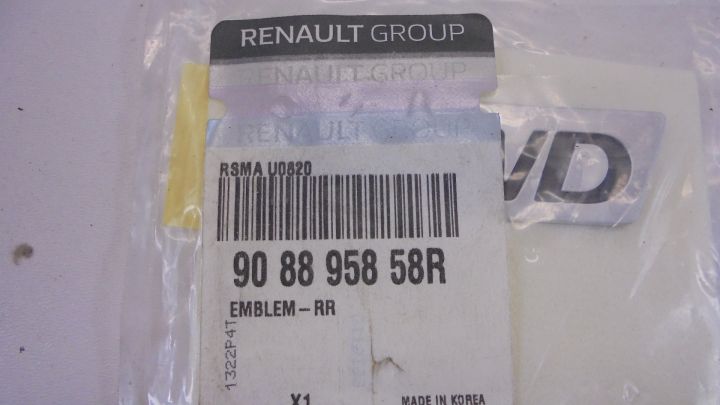 RENAULT GROUP
RENAULT GROUP
RENAULT GROUP
RSMA U0820
90 88 958 58R
EMBLEM-RR
1322P4T
X1
MADE IN KOREA
WD